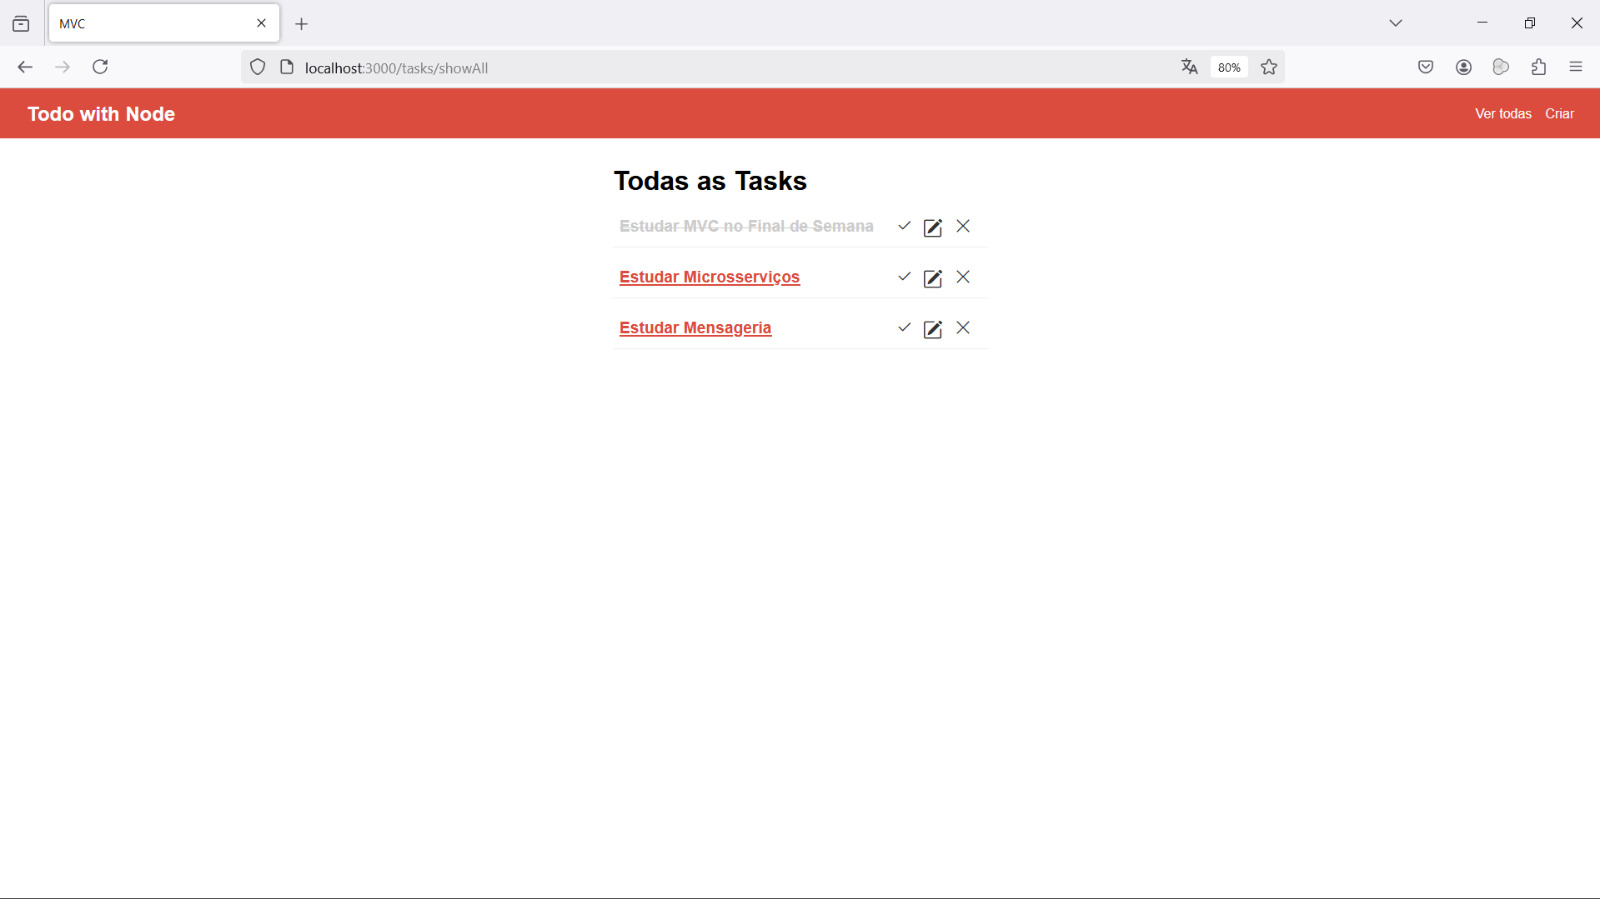 MVC
localhost:3000/tasks/showAll
80%
Todo with Node
Ver todas Criar
Todas as Tasks
Estudar MVC no Final de Semana
Estudar Microsserviços
Estudar Mensageria